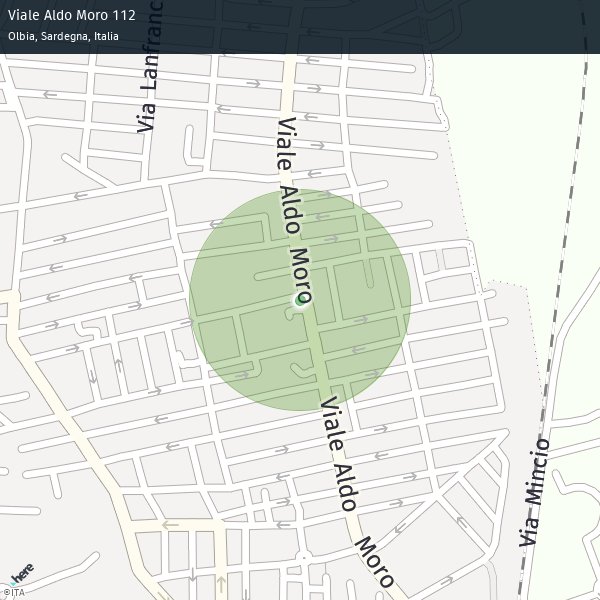 Viale Aldo Moro 112
Olbia, Sardegna, Italia
Via Lanfranc
Viale Aldo Moro
Viale Aldo Moro
Via Mincio
here
©ITA